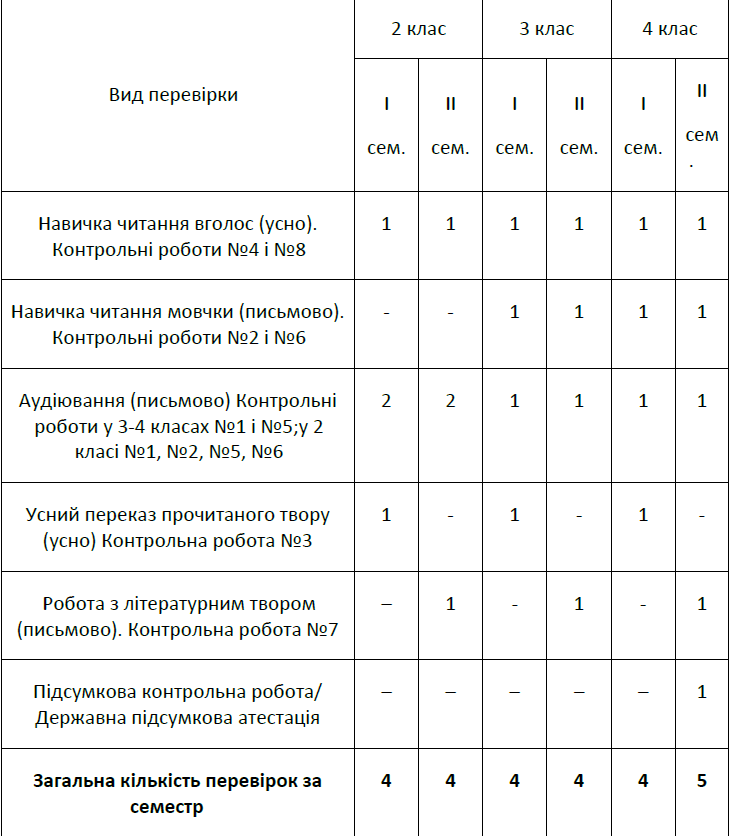 Вид перевірки
2 клас 3 клас 4 клас
І сем. ІІ сем. І сем. ІІ сем. І сем. ІІ сем.
Навичка читання вголос (усно). 1 1 1 1 1 1
Контрольні роботи №4 і №8
Навичка читання мовчки (письмово). - - 1 1 1 1
Контрольні роботи №2 і №6
Аудіювання (письмово) Контрольні 2 2 1 1 1 1
роботи у 3-4 класах №1 і №5;у 2
класі №1, №2, №5, №6
Усний переказ прочитаного твору 1 - 1 - 1 -
(усно) Контрольна робота №3
Робота з літературним твором – 1 - 1 - 1
(письмово). Контрольна робота №7
Підсумкова контрольна робота/ – – – – – 1
Державна підсумкова атестація
Загальна кількість перевірок за 4 4 4 4 4 5
семестр